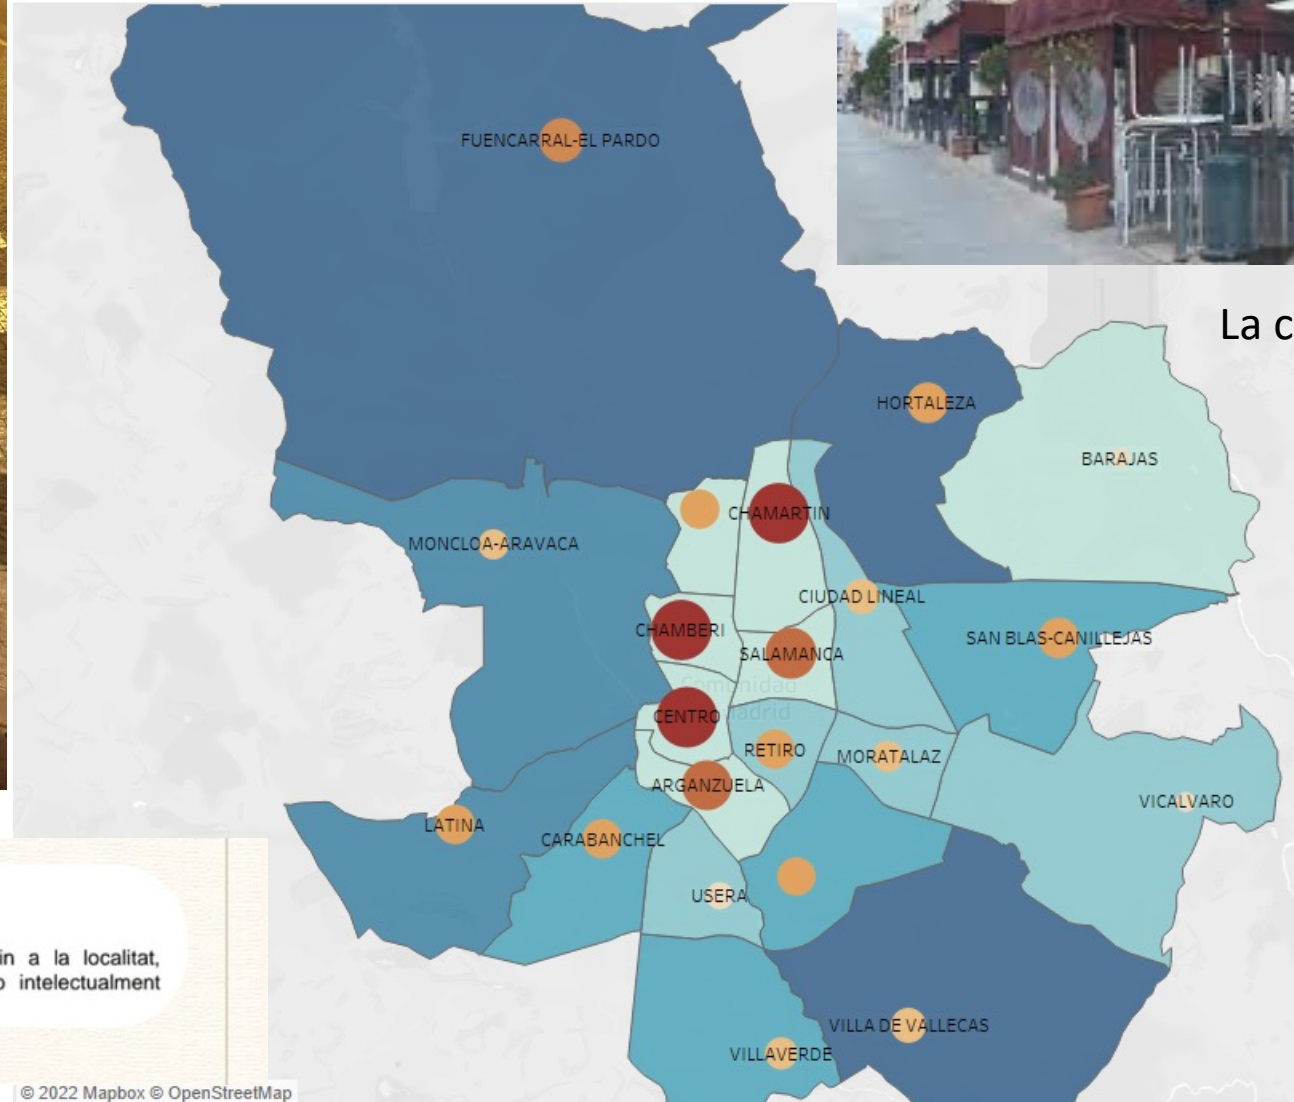 FUENCARRAL-EL PARDO
La c
HORTALEZA
BARAJAS
CHAMARTIN
MONCLOA-ARAVACA
CIUDAD LINEAL
CHAMBERI
SAN BLAS-CANILLEJAS
SALAMANCA
Comunidad
CENTRO
RETIRO
MORATALAZ
ARGANZUELA
VICALVARO
LATINA
CARABANCHEL
USERA
in a la localitat,
intelectualment
VILLA DE VALLECAS
VILLAVERDE
© 2022 Mapbox © OpenStreetMap